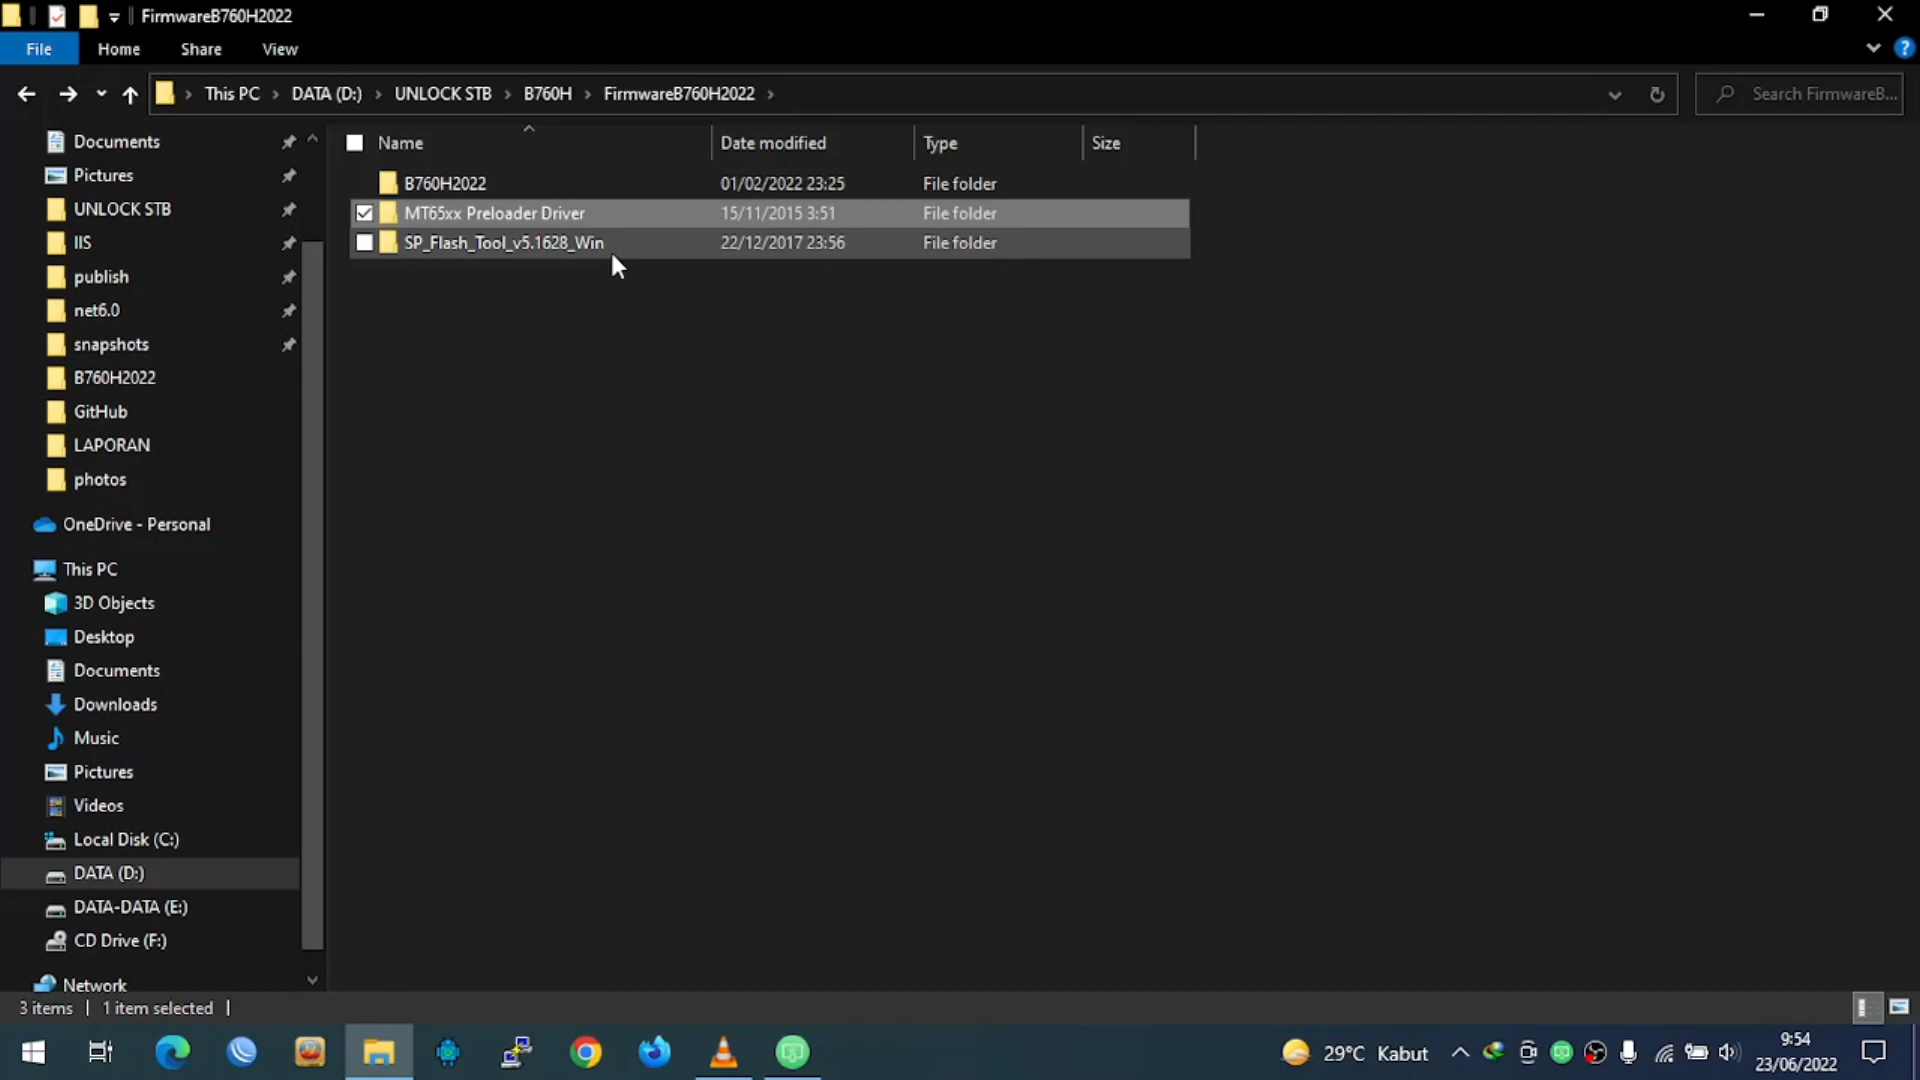 FirmwareB760H2022
File Home Share View
This PC DATA (D:) UNLOCK STB B760H FirmwareB760H2022
Search FirmwareB...
Name Date modified Type Size
B760H2022 01/02/2022 23:25 File folder
MT65xx Preloader Driver 15/11/2015 3:51 File folder
SP_Flash_Tool_v5.1628_Win 22/12/2017 23:56 File folder
Documents
Pictures
UNLOCK STB
IIS
publish
net6.0
snapshots
B760H2022
GitHub
LAPORAN
photos
OneDrive - Personal
This PC
3D Objects
Desktop
Documents
Downloads
Music
Pictures
Videos
Local Disk (C:)
DATA (D:)
DATA-DATA (E:)
CD Drive (F:)
Network
3 items 1 item selected
29°C Kabut
9:54
23/06/2022